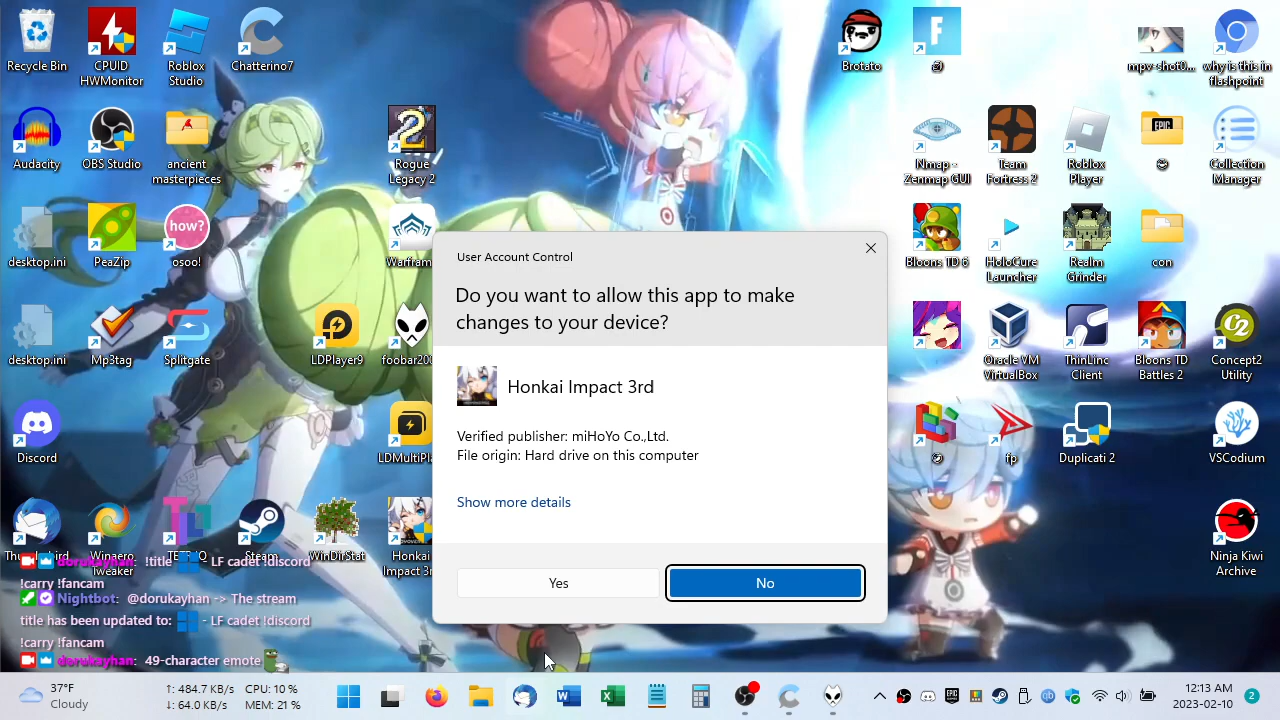 Recycle Bin
CPUID
HWMonitor
Roblox
Studio
Chatterino7
Brotato
mpv-shot0...
why is this in
flashpoint
Audacity
OBS Studio
ancient
masterpieces
Rogue
Legacy 2
Nmap -
Zenmap GUI
Team
Fortress 2
Roblox
Player
EPIC
Collection
Manager
desktop.ini
PeaZip
how?
osoo!
Warfram
Bloons TD 6
HoloCure
Launcher
Realm
Grinder
con
User Account Control
Do you want to allow this app to make
changes to your device?
desktop.ini
Mp3tag
Splitgate
LDPlayer9
foobar200
Oracle VM
VirtualBox
ThinLinc
Client
Bloons TD
Battles 2
Concept2
Utility
Honkai Impact 3rd
Verified publisher: miHoYo Co.,Ltd.
File origin: Hard drive on this computer
Show more details
Discord
LDMultiPla
fp
Duplicati 2
VSCodium
Thunderbird
Winaero
Tweaker
Steam
WinDirStat
Honkai
Impact 3r
Ninja Kiwi
Archive
Yes
No
dorukayhan: !title - LF cadet !discord
!carry !fancam
Nightbot: @dorukayhan -> The stream
title has been updated to: - LF cadet !discord
!carry !fancam
dorukayhan: 49-character emote
37°F
Cloudy
↑: 484.7 KB/s
↓: 64.0 KB/s
CPU: 10 %
MEM: 21 %
12:13 AM
2023-02-10
2